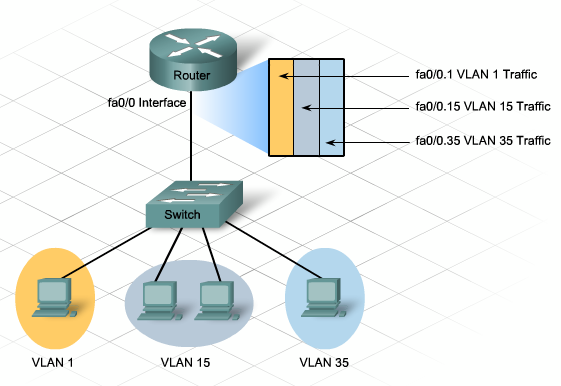 Router
fa0/0 Interface
fa0/0.1 VLAN 1 Traffic
fa0/0.15 VLAN 15 Traffic
fa0/0.35 VLAN 35 Traffic
Switch
VLAN 1
VLAN 15
VLAN 35